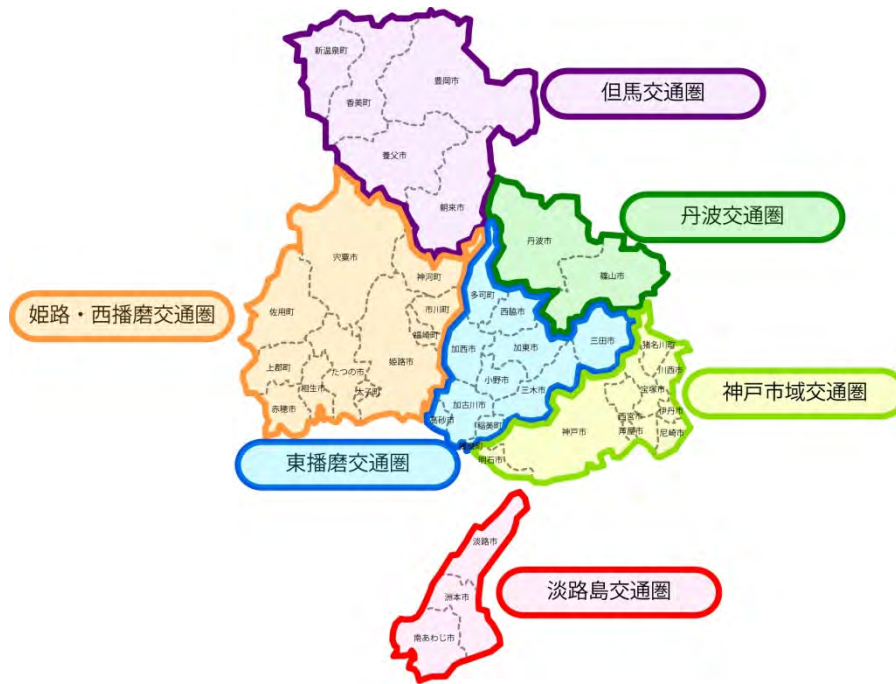 新温泉町
豊岡市
香美町
但馬交通圏
養父市
朝来市
丹波交通圏
丹波市
篠山市
宍粟市
神河町
多可町
市川町
西脇市
佐用町
姫路・西播磨交通圏
福崎町
加西市
加東市
三田市
猪名川町
姫路市
上郡町
たつの市
川西市
小野市
相生市
太子町
三木市
宝塚市
神戸市域交通圏
赤穂市
加古川市
高砂市
稲美町
西宮市
伊丹市
神戸市
芦屋市
尼崎市
東播磨交通圏
明石市
淡路市
洲本市
淡路島交通圏
南あわじ市